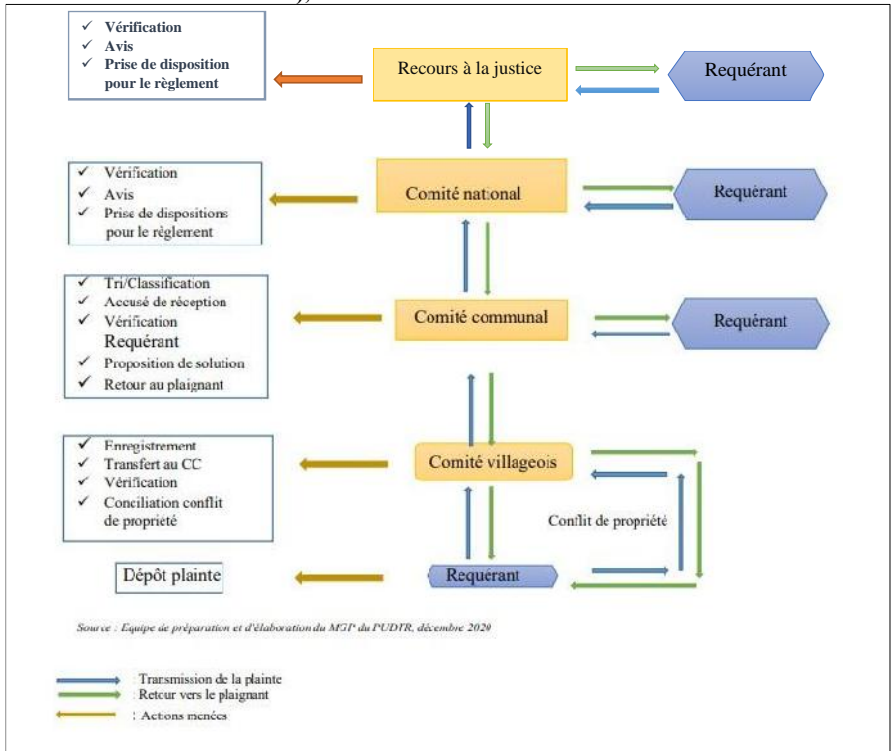 ),
✓ Vérification
✓ Avis
✓ Prise de disposition
pour le règlement
Recours à la justice
Requérant
✓ Vérification
✓ Avis
✓ Prise de dispositions
pour le règlement
Comité national
Requérant
✓ Tri/Classification
✓ Accusé de réception
✓ Vérification
Requérant
✓ Proposition de solution
✓ Retour au plaignant
Comité communal
Requérant
✓ Enregistrement
✓ Transfert au CC
✓ Vérification
✓ Conciliation conflit
de propriété
Comité villageois
Conflit de propriété
Dépôt plainte
Requérant
Source : Equipe de préparation et d'élaboration du MGP du PUDTR, décembre 2020
: Transmission de la plainte
: Retour vers le plaignant
: Actions menées